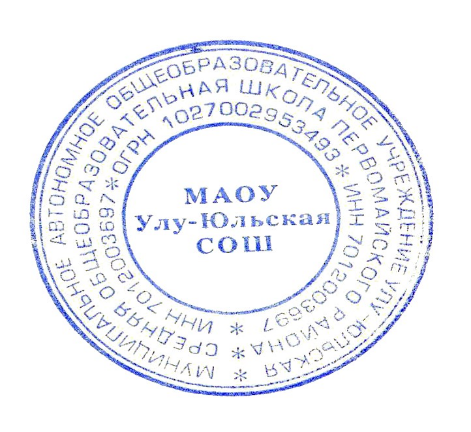 МУНИЦИПАЛЬНОЕ АВТОНОМНОЕ ОБЩЕОБРАЗОВАТЕЛЬНОЕ УЧРЕЖДЕНИЕ УЛУ-ЮЛЬСКАЯ *
СРЕДНЯЯ ОБЩЕОБРАЗОВАТЕЛЬНАЯ ШКОЛА ПЕРВОМАЙСКОГО РАЙОНА *
ИНН 7012003697 * ОГРН 1027002953493 * ИНН 7012003697 *
МАОУ
Улу-Юльская
СОШ